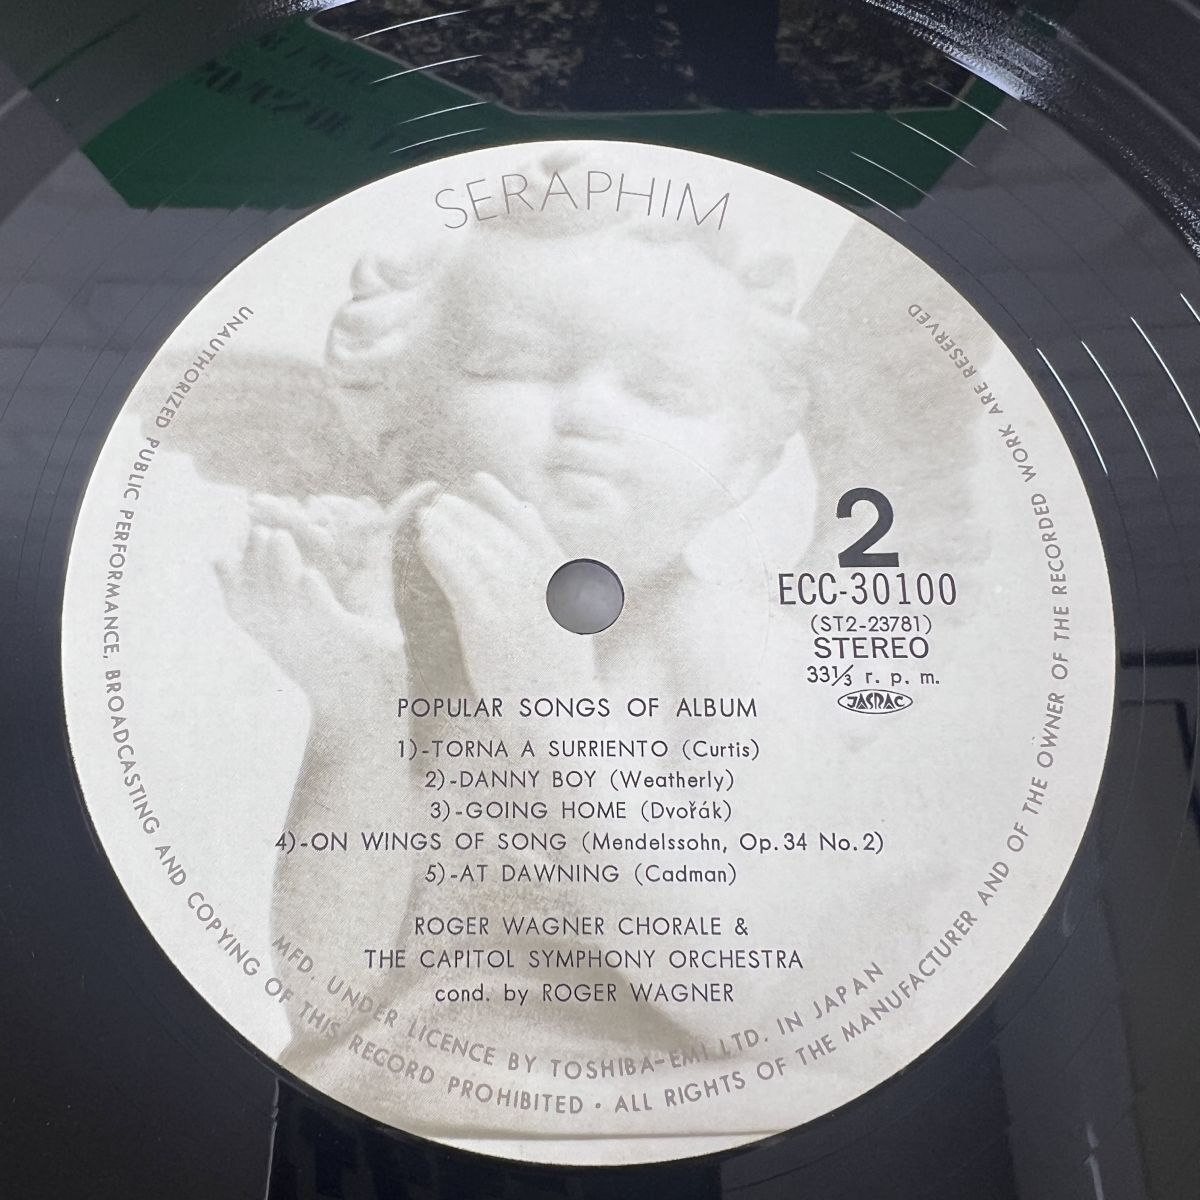 SERAPHIM
2
ECC-30100
(ST2-23781)
STEREO
33⅓ r. p. m.
JASRAC
POPULAR SONGS OF ALBUM
1)-TORNA A SURRIENTO (Curtis)
2)-DANNY BOY (Weatherly)
3)-GOING HOME (Dvořák)
4)-ON WINGS OF SONG (Mendelssohn, Op.34 No.2)
5)-AT DAWNING (Cadman)
ROGER WAGNER CHORALE &
THE CAPITOL SYMPHONY ORCHESTRA
cond. by ROGER WAGNER
MFD. UNDER LICENCE BY TOSHIBA-EMI LTD. IN JAPAN
UNAUTHORIZED PUBLIC PERFORMANCE, BROADCASTING AND COPYING OF THIS RECORD PROHIBITED • ALL RIGHTS OF THE MANUFACTURER AND OF THE OWNER OF THE RECORDED WORK ARE RESERVED